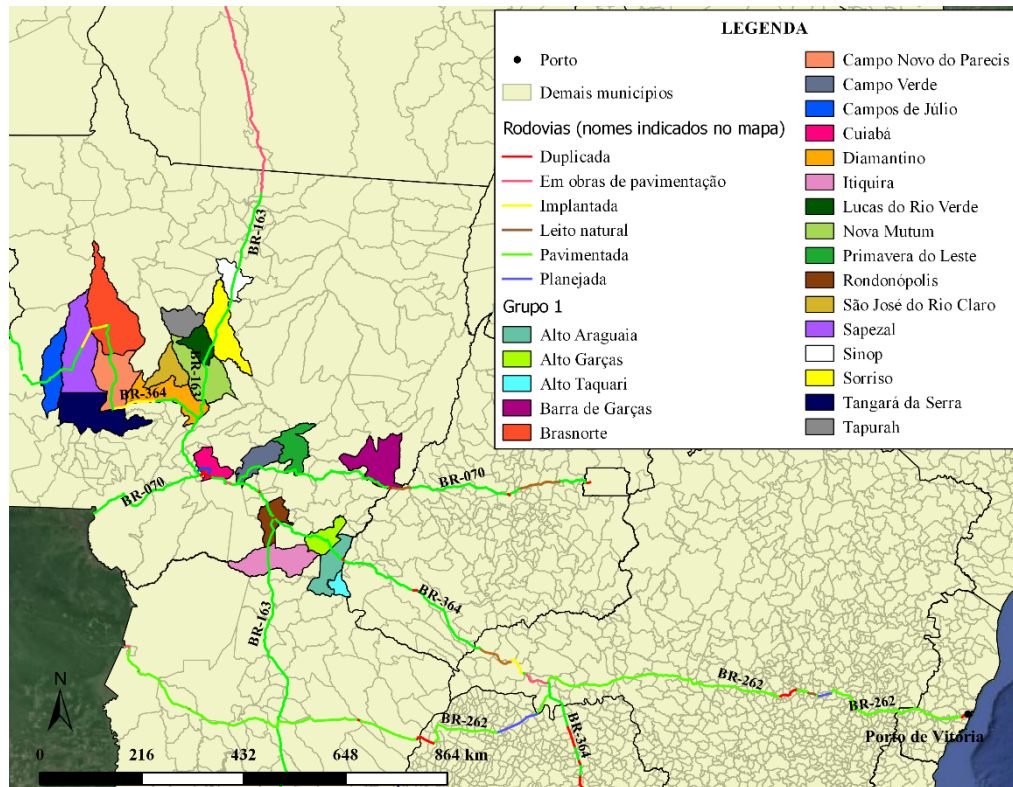 LEGENDA
Porto
Demais municípios
Rodovias (nomes indicados no mapa)
Duplicada
Em obras de pavimentação
Implantada
Leito natural
Pavimentada
Planejada
Grupo 1
Alto Araguaia
Alto Garças
Alto Taquari
Barra de Garças
Brasnorte
Campo Novo do Parecis
Campo Verde
Campos de Júlio
Cuiabá
Diamantino
Itiquira
Lucas do Rio Verde
Nova Mutum
Primavera do Leste
Rondonópolis
São José do Rio Claro
Sapezal
Sinop
Sorriso
Tangará da Serra
Tapurah
BR-163
BR-163
BR-364
BR-070
BR-070
BR-163
BR-364
BR-262
BR-262
BR-262
BR-364
Porto de Vitória
N
0 216 432 648 864 km